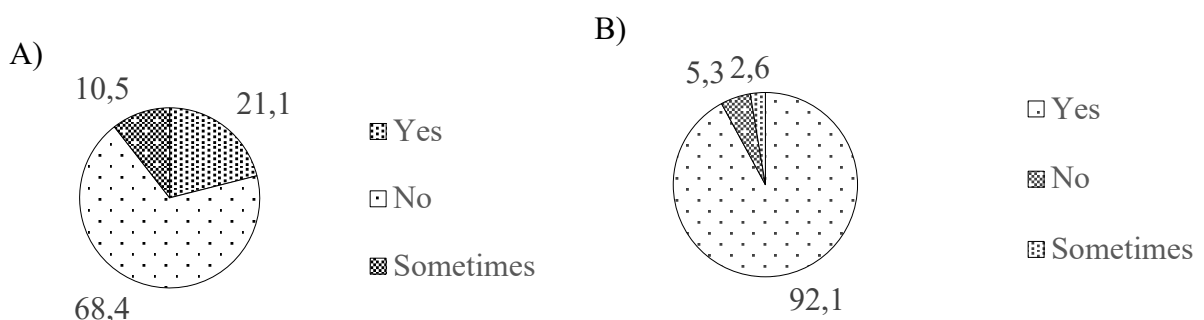 A)
10,5
21,1
Yes
No
Sometimes
68,4
B)
5,3 2,6
Yes
No
Sometimes
92,1